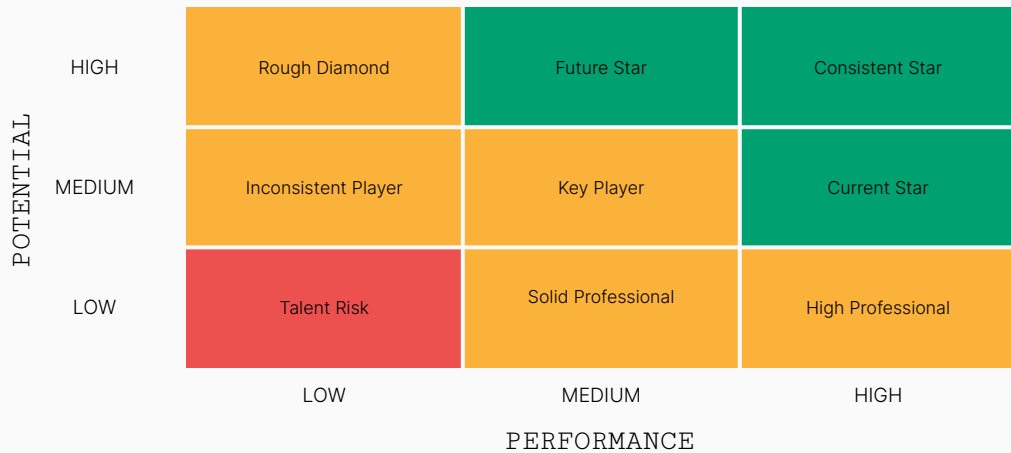 HIGH
Rough Diamond
Future Star
Consistent Star
POTENTIAL
MEDIUM
Inconsistent Player
Key Player
Current Star
LOW
Talent Risk
Solid Professional
High Professional
LOW
MEDIUM
HIGH
PERFORMANCE